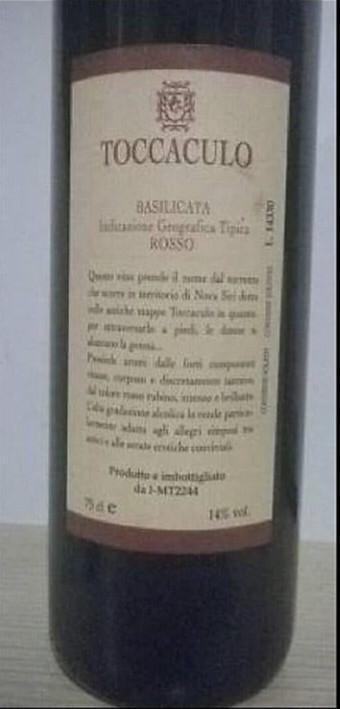 TOCCACULO
BASILICATA
Indicazione Geografica Tipica
ROSSO
Questo vino prende il nome dal torrente
che scorre in territorio di Nova Siri detto
nelle antiche mappe Toccaculo in quanto
per attraversarlo a piedi, le donne
alzavano la gonna...
Possiede aromi dalle forti componenti
corposo e discretamente tannico,
dal colore rosso rubino, intenso e brillante.
L'alta gradazione alcolica lo rende partico-
larmente adatto agli allegri simposi tra
amici e alle serate erotiche conviviali.
Prodotto e imbottigliato
da I-MT2244
75 cl e
14% vol.
L. 14330
CONTIENE SOLFITI